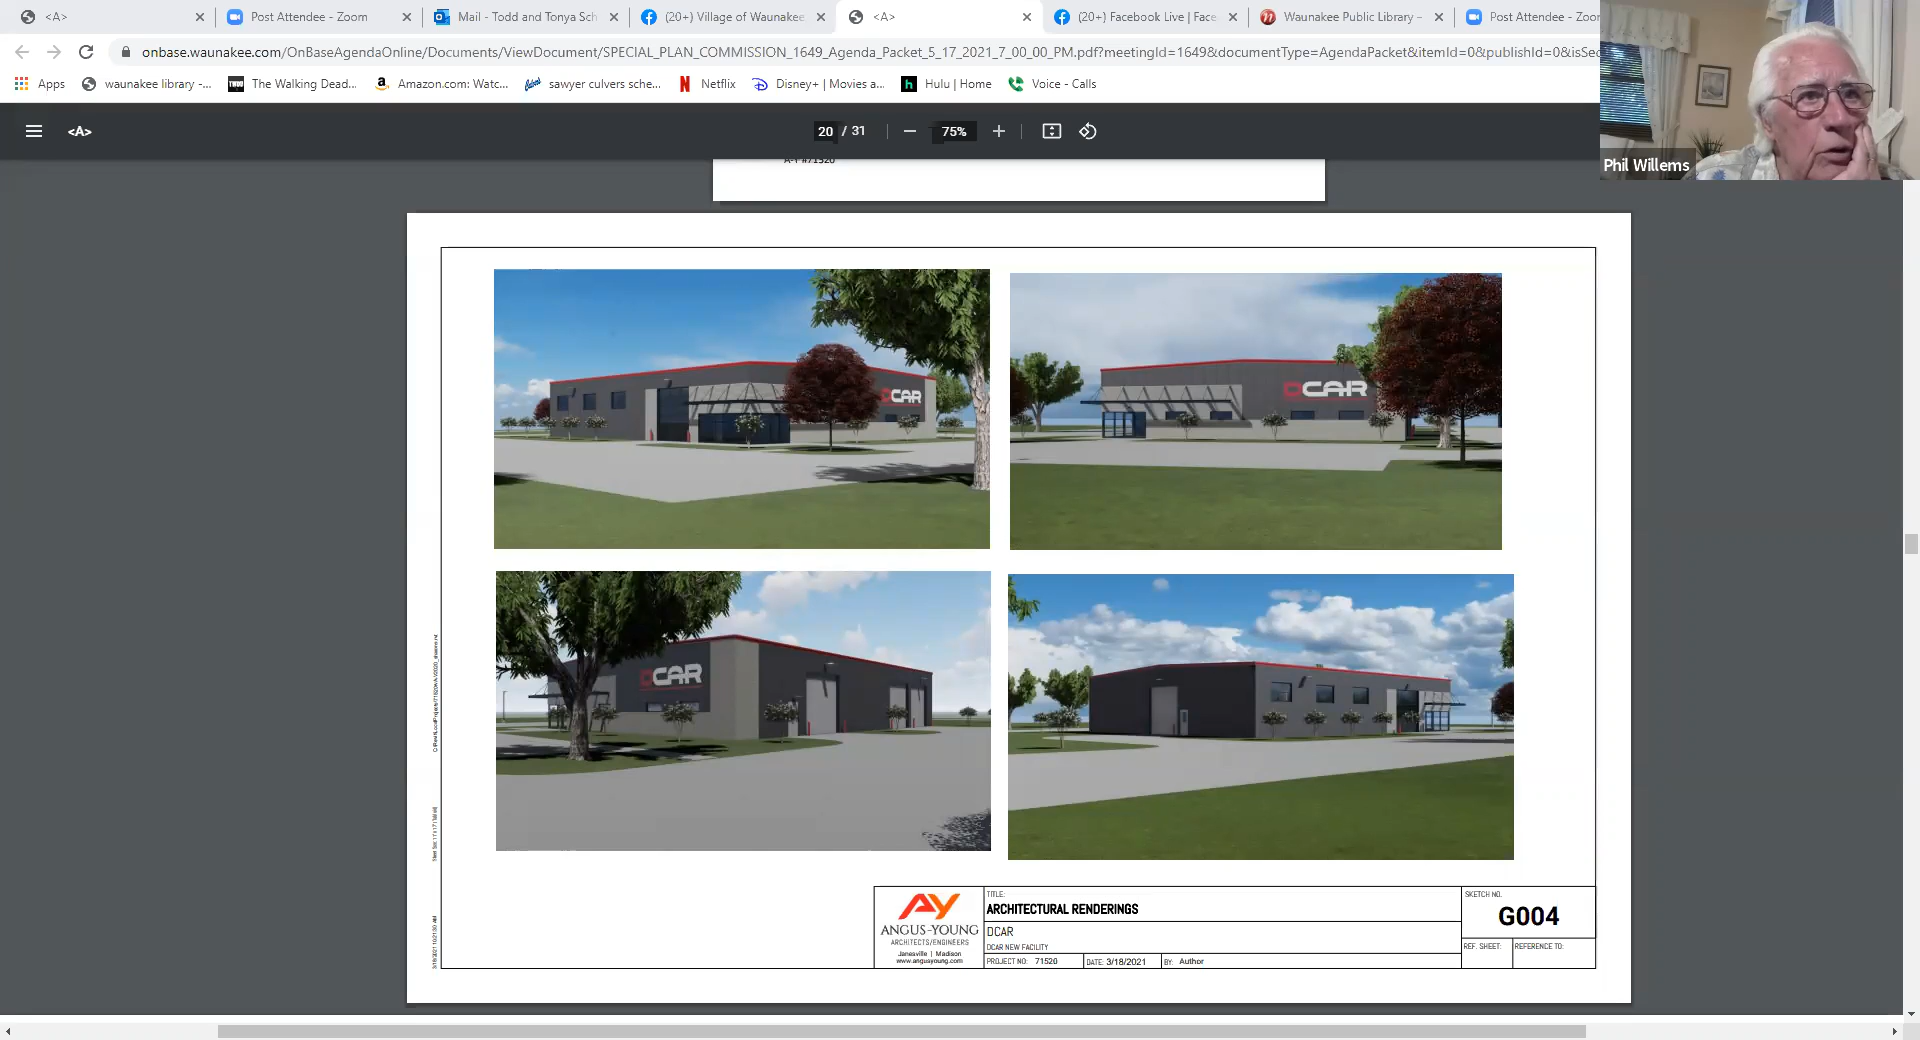 <A>
Post Attendee - Zoom
Mail - Todd and Tonya Sch
(20+) Village of Waunakee
<A>
(20+) Facebook Live | Face
Waunakee Public Library -
Post Attendee - Zoo
onbase.waunakee.com/OnBaseAgendaOnline/Documents/ViewDocument/SPECIAL_PLAN_COMMISSION_1649_Agenda_Packet_5_17_2021_7_00_00_PM.pdf?meetingId=1649&documentType=AgendaPacket&itemId=0&publishId=0&isSe
Apps
waunakee library -...
The Walking Dead...
Amazon.com: Watc...
sawyer culvers sche...
Netflix
Disney+ | Movies a...
Hulu | Home
Voice - Calls
<A>
20 / 31
75%
Phil Willems
A-Y #71520
DCAR
DCAR
DCAR
AY
ANGUS-YOUNG
ARCHITECTS/ENGINEERS
Janesville | Madison
www.angusyoung.com
TITLE:
ARCHITECTURAL RENDERINGS
DCAR
DCAR NEW FACILITY
PROJECT NO: 71520
DATE: 3/18/2021
BY: Author
SKETCH NO.
G004
REF. SHEET:
REFERENCE TO: